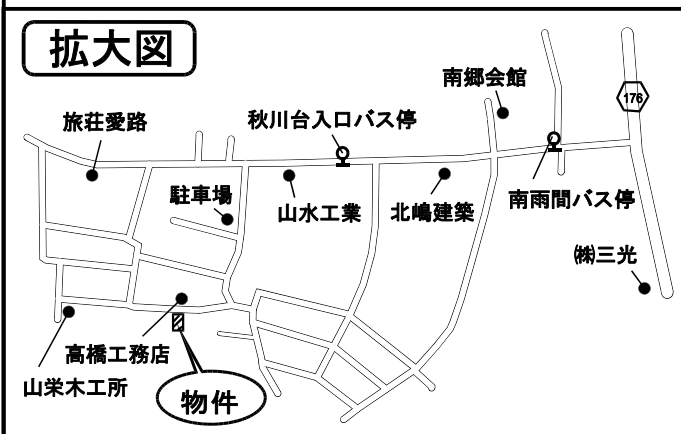 拡大図
南郷会館
176
旅荘愛路
秋川台入口バス停
駐車場
山水工業
北嶋建築
南雨間バス停
㈱三光
高橋工務店
山栄木工所
物件